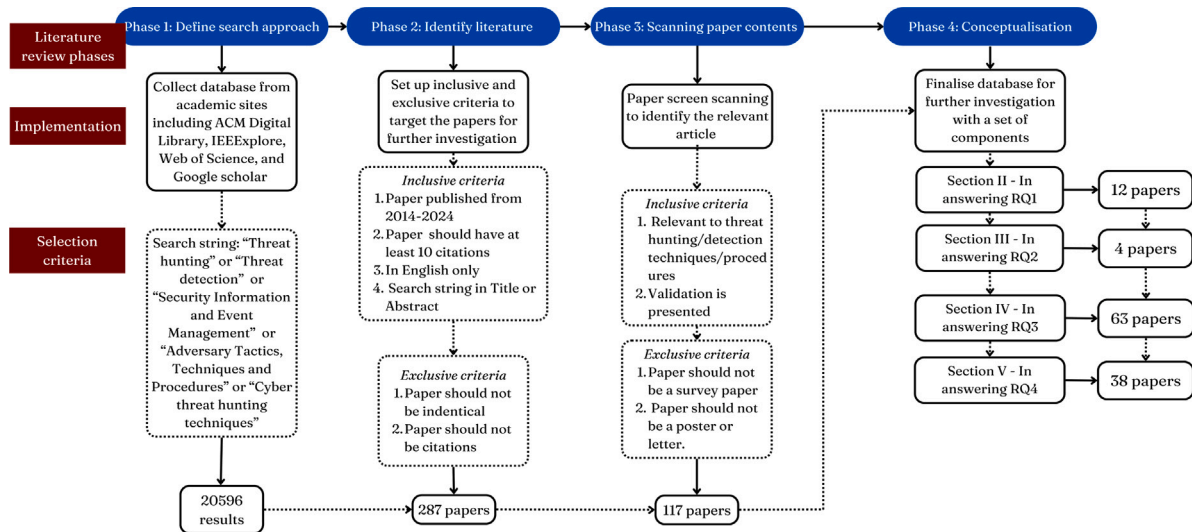 Literature
review phases
Phase 1: Define search approach
Phase 2: Identify literature
Phase 3: Scanning paper contents
Phase 4: Conceptualisation
Implementation
Collect database from
academic sites
including ACM Digital
Library, IEEExplore,
Web of Science, and
Google scholar
Set up inclusive and
exclusive criteria to
target the papers for
further investigation
Paper screen scanning
to identify the relevant
article
Finalise database for
further investigation
with a set of
components
Selection
criteria
Search string: “Threat
hunting” or “Threat
detection” or
“Security Information
and Event
Management” or
“Adversary Tactics,
Techniques and
Procedures” or “Cyber
threat hunting
techniques”
Inclusive criteria
1. Paper published from
2014-2024
2. Paper should have at
least 10 citations
3. In English only
4. Search string in Title or
Abstract
Exclusive criteria
1. Paper should not
be indentical
2. Paper should not
be citations
Inclusive criteria
1. Relevant to threat
hunting/detection
techniques/proced
ures
2. Validation is
presented
Exclusive criteria
1. Paper should not
be a survey paper
2. Paper should not
be a poster or
letter.
Section II - In
answering RQ1
12 papers
Section III - In
answering RQ2
4 papers
Section IV - In
answering RQ3
63 papers
Section V - In
answering RQ4
38 papers
20596
results
287 papers
117 papers